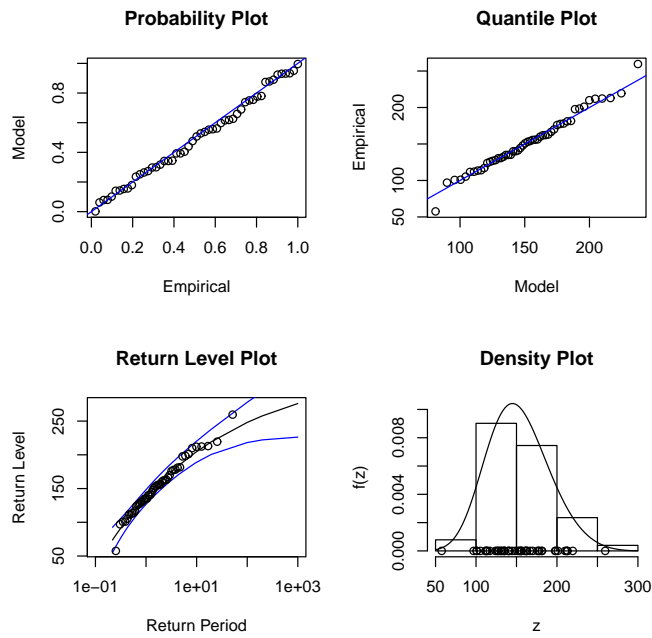 Probability Plot
Model
0.0 0.4 0.8
0.0 0.2 0.4 0.6 0.8 1.0
Empirical
Quantile Plot
Empirical
50 100 200
100 150 200
Model
Return Level Plot
Return Level
50 150 250
1e−01 1e+01 1e+03
Return Period
Density Plot
f(z)
0.000 0.004 0.008
50 100 200 300
z